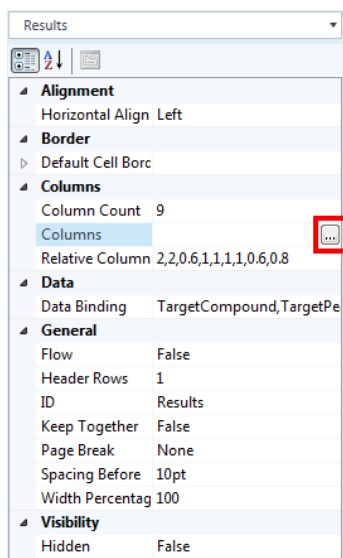 Results
Alignment
Horizontal Align Left
Border
Default Cell Borc
Columns
Column Count 9
Columns ...
Relative Column 2,2,0.6,1,1,1,1,0.6,0.8
Data
Data Binding TargetCompound,TargetPe
General
Flow False
Header Rows 1
ID Results
Keep Together False
Page Break None
Spacing Before 10pt
Width Percentag 100
Visibility
Hidden False